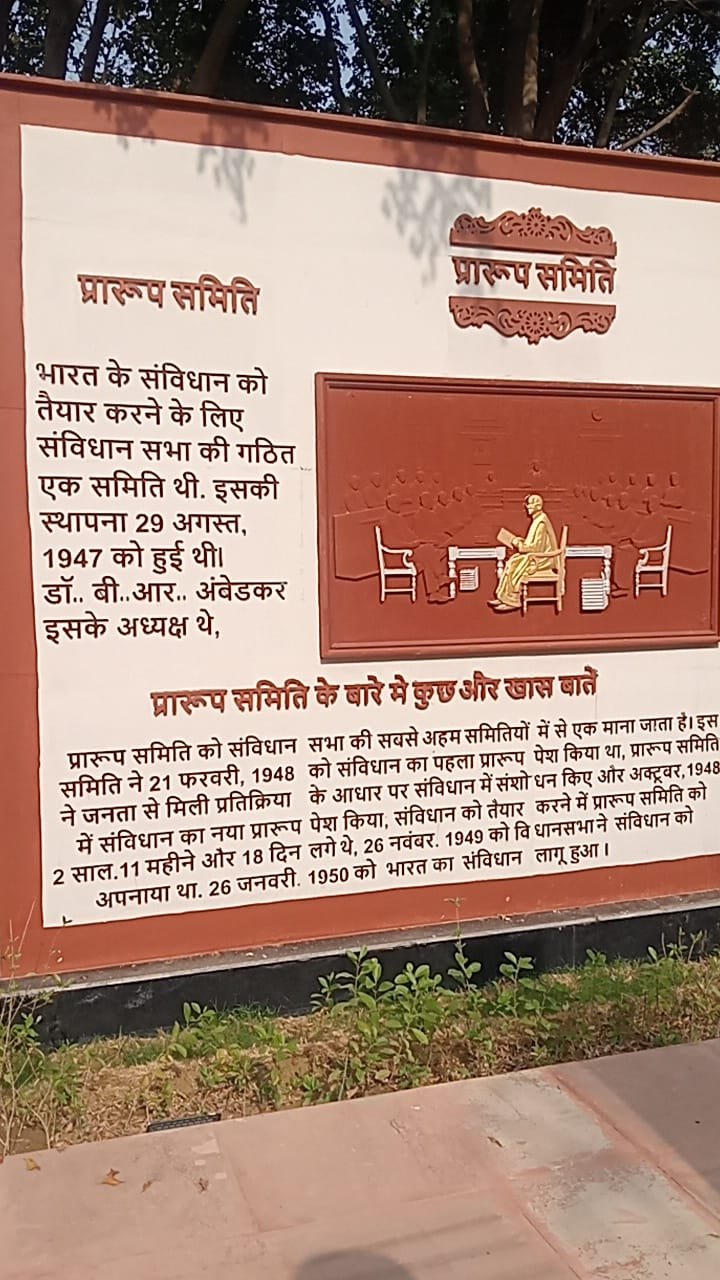 प्रारूप समिति
प्रारूप समिति
भारत के संविधान को
तैयार करने के लिए
संविधान सभा की गठित
एक समिति थी. इसकी
स्थापना 29 अगस्त,
1947 को हुई थी।
डॉ.. बी..आर.. अंवेडकर
इसके अध्यक्ष थे,
प्रारूप समिति के बारे मे कुछ और खास बातें
प्रारूप समिति को संविधान सभा की सबसे अहम समितियों में से एक माना जाता है। इस
समिति ने 21 फरवरी, 1948 को संविधान का पहला प्रारूप पेश किया था, प्रारूप समिति
ने जनता से मिली प्रतिक्रिया के आधार पर संविधान में संशो धन किए और अक्टूवर,1948
में संविधान का नया प्रारूप पेश किया, संविधान को तैयार करने में प्रारूप समिति को
2 साल.11 महीने और 18 दिन लगे थे, 26 नवंबर. 1949 को वि धानसभा ने संविधान को
अपनाया था. 26 जनवरी. 1950 को भारत का संविधान लागू हुआ।